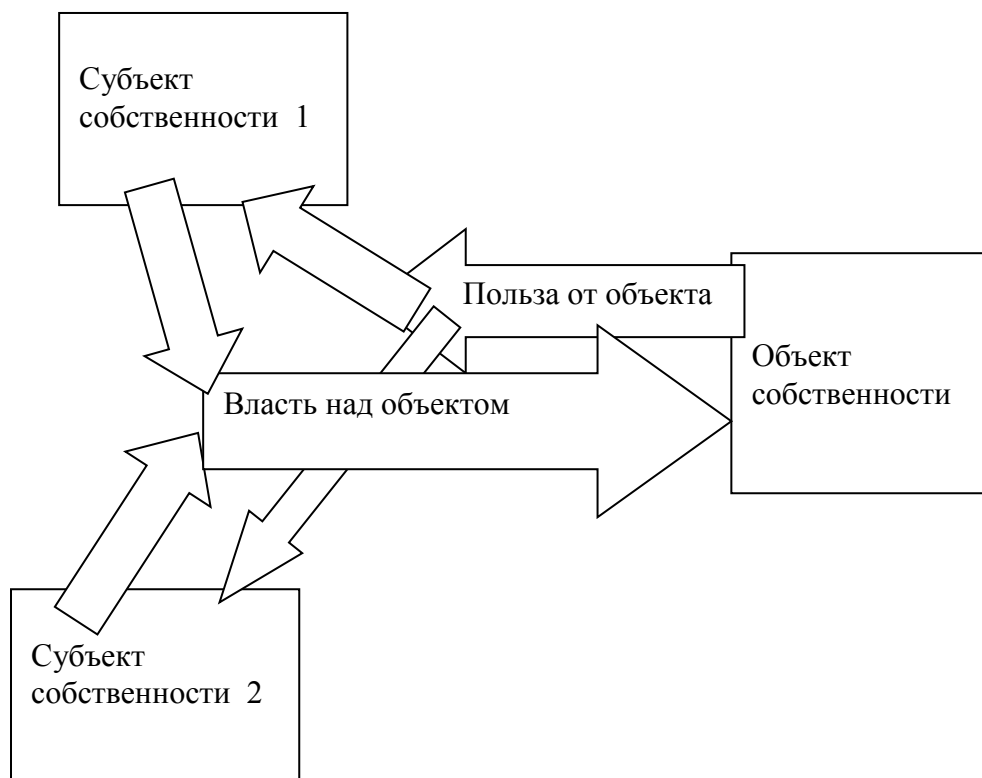 Субъект
собственности 1
Польза от объекта
Объект
собственности
Власть над объектом
Субъект
собственности 2